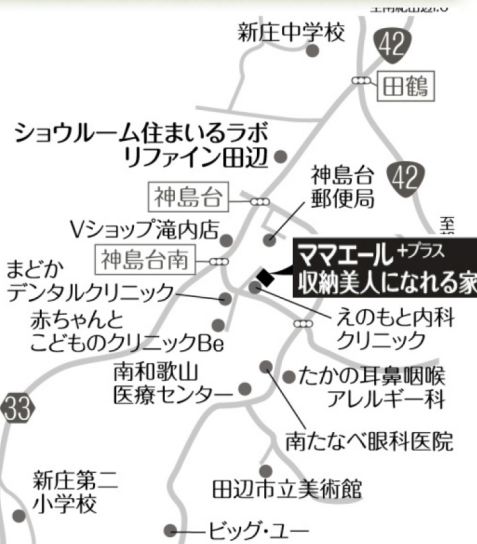 新庄中学校
42
田鶴
ショウルーム住まいるラボ
リファイン田辺
42
神島台
郵便局
神島台
Vショップ滝内店
至
ママエール+プラス
収納美人になれる家
神島台南
まどか
デンタルクリニック
赤ちゃんと
こどものクリニックBe
えのもと内科
クリニック
南和歌山
医療センター
たかの耳鼻咽喉
アレルギー科
33
南たなべ眼科医院
新庄第二
小学校
田辺市立美術館
ビッグ・ユー